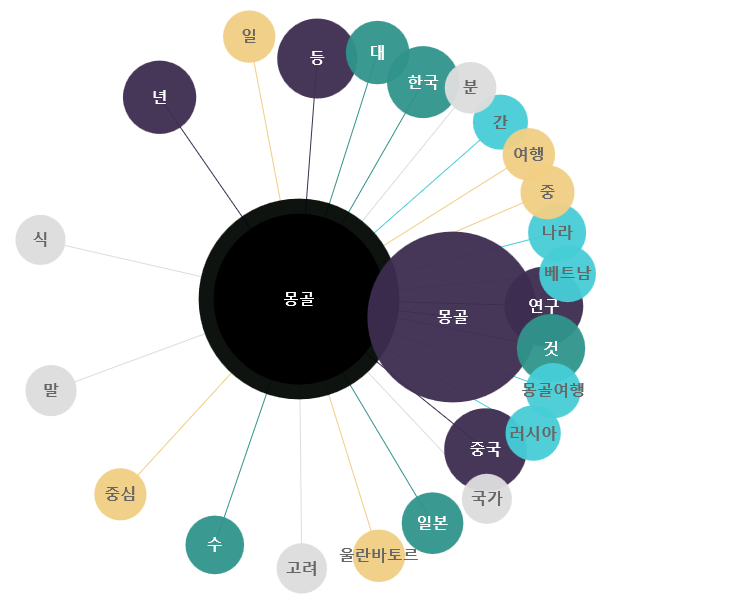 일
등
대
한국
분
년
간
여행
중
나라
식
베트남
몽골
연구
몽골
것
말
몽골여행
러시아
중국
중심
국가
일본
수
울란바토르
고려